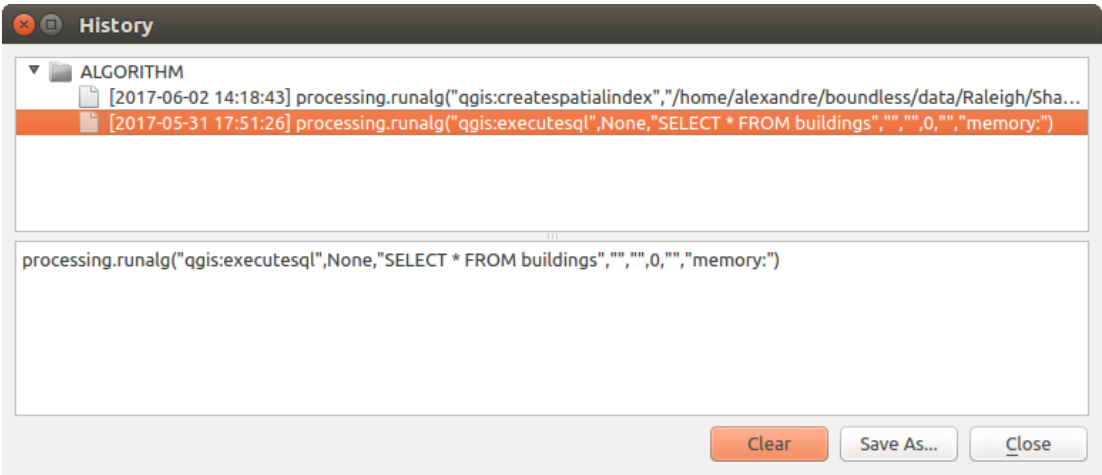 History
ALGORITHM
[2017-06-02 14:18:43] processing.runalg("qgis:createspatialindex","/home/alexandre/boundless/data/Raleigh/Sha...
[2017-05-31 17:51:26] processing.runalg("qgis:executesql",None,"SELECT * FROM buildings","","",0,"","memory:")
processing.runalg("qgis:executesql",None,"SELECT * FROM buildings","","",0,"","memory:")
Clear Save As... Close